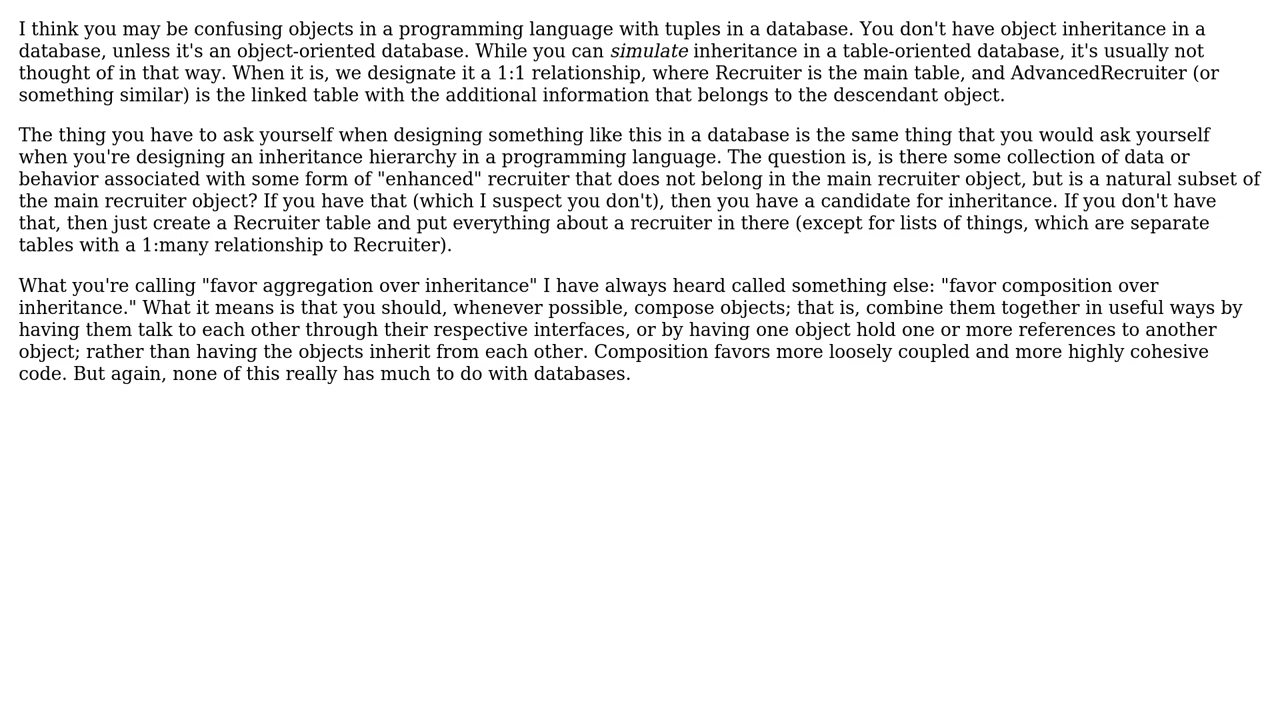 I think you may be confusing objects in a programming language with tuples in a database. You don't have object inheritance in a
database, unless it's an object-oriented database. While you can simulate inheritance in a table-oriented database, it's usually not
thought of in that way. When it is, we designate it a 1:1 relationship, where Recruiter is the main table, and AdvancedRecruiter (or
something similar) is the linked table with the additional information that belongs to the descendant object.
The thing you have to ask yourself when designing something like this in a database is the same thing that you would ask yourself
when you're designing an inheritance hierarchy in a programming language. The question is, is there some collection of data or
behavior associated with some form of "enhanced" recruiter that does not belong in the main recruiter object, but is a natural subset of
the main recruiter object? If you have that (which I suspect you don't), then you have a candidate for inheritance. If you don't have
that, then just create a Recruiter table and put everything about a recruiter in there (except for lists of things, which are separate
tables with a 1:many relationship to Recruiter).
What you're calling "favor aggregation over inheritance" I have always heard called something else: "favor composition over
inheritance." What it means is that you should, whenever possible, compose objects; that is, combine them together in useful ways by
having them talk to each other through their respective interfaces, or by having one object hold one or more references to another
object; rather than having the objects inherit from each other. Composition favors more loosely coupled and more highly cohesive
code. But again, none of this really has much to do with databases.